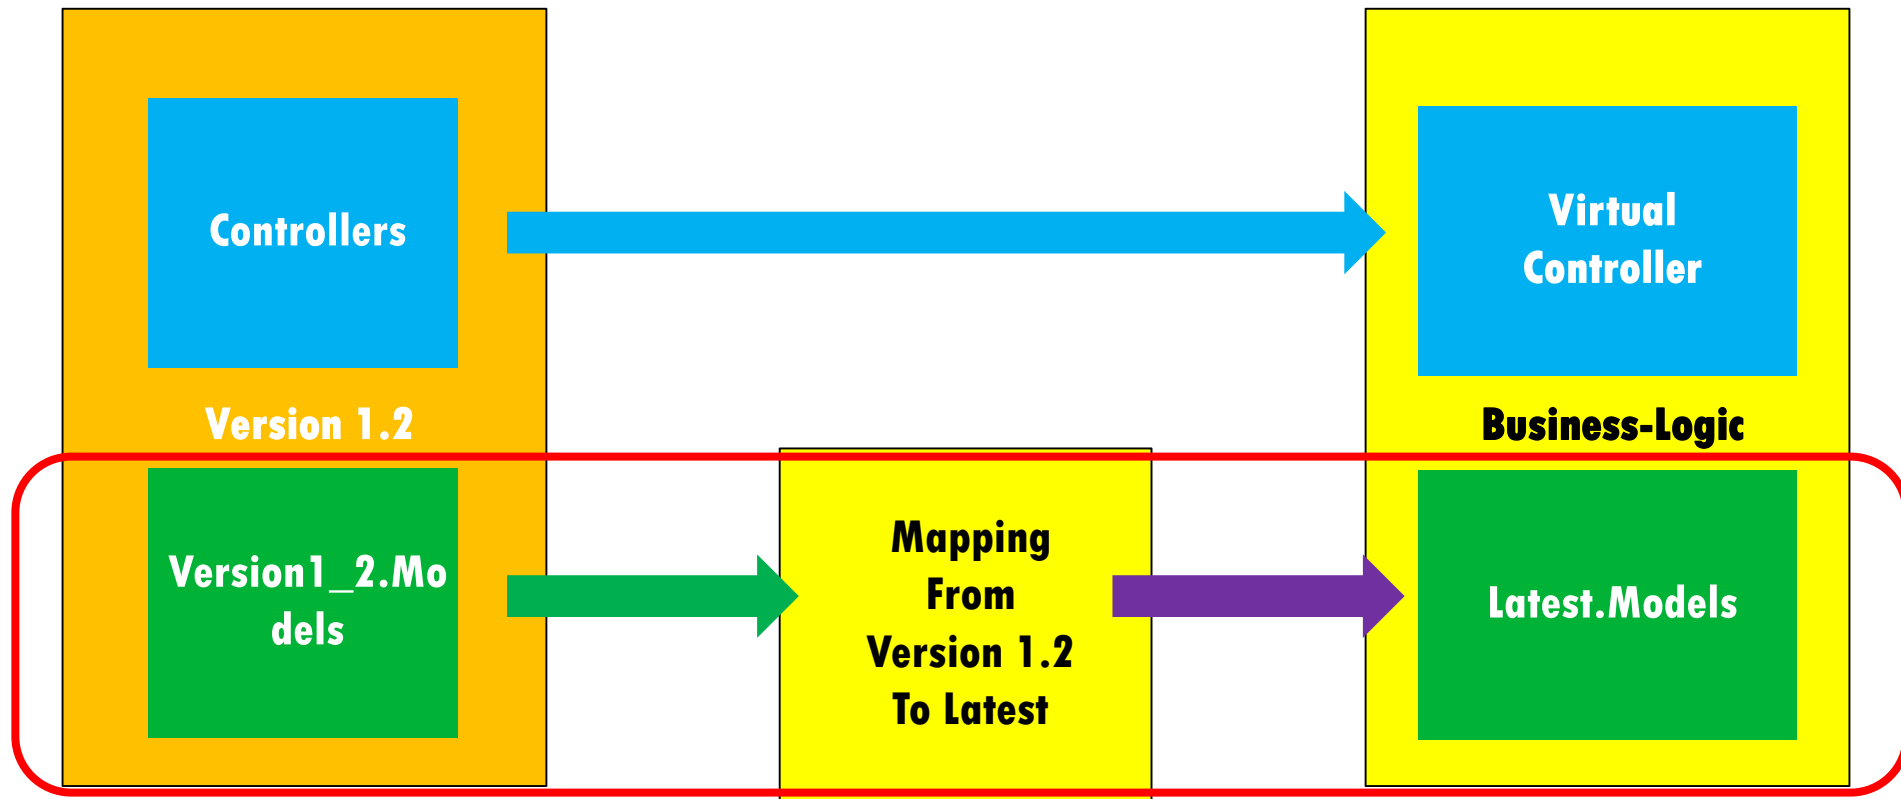 Controllers
Virtual
Controller
Version 1.2
Business-Logic
Version1_2.Mo
dels
Mapping
From
Version 1.2
To Latest
Latest.Models